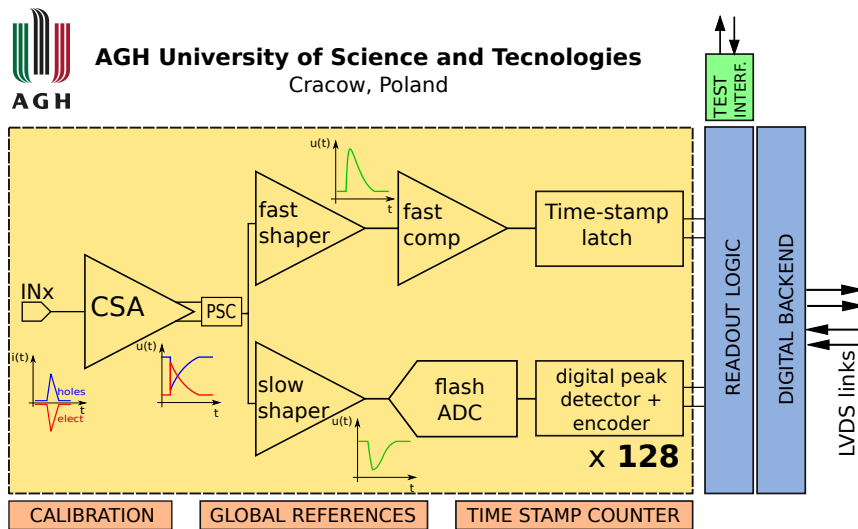 AGH
AGH University of Science and Tecnologies
Cracow, Poland
TEST
INTERF.
u(t)
t
fast
shaper
fast
comp
Time-stamp
latch
INx
CSA
PSC
i(t)
holes
t
elect
u(t)
t
slow
shaper
u(t)
t
flash
ADC
digital peak
detector +
encoder
x 128
READOUT LOGIC
DIGITAL BACKEND
LVDS links
CALIBRATION
GLOBAL REFERENCES
TIME STAMP COUNTER